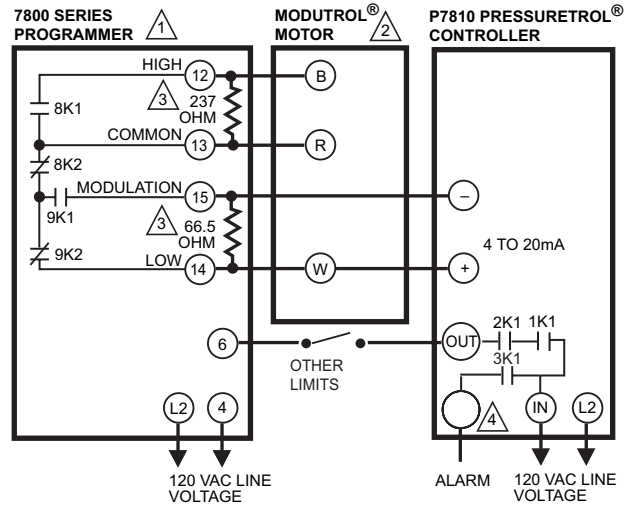 7800 SERIES
PROGRAMMER
1
MODUTROL®
MOTOR
2
P7810 PRESSURETROL®
CONTROLLER
HIGH
12
B
8K1
3
237
OHM
COMMON
13
R
8K2
MODULATION
15
–
9K1
3
66.5
OHM
4 TO 20mA
9K2
LOW
14
W
+
6
OTHER
LIMITS
OUT
2K1
1K1
3K1
L2
4
4
IN
L2
120 VAC LINE
VOLTAGE
ALARM
120 VAC LINE
VOLTAGE